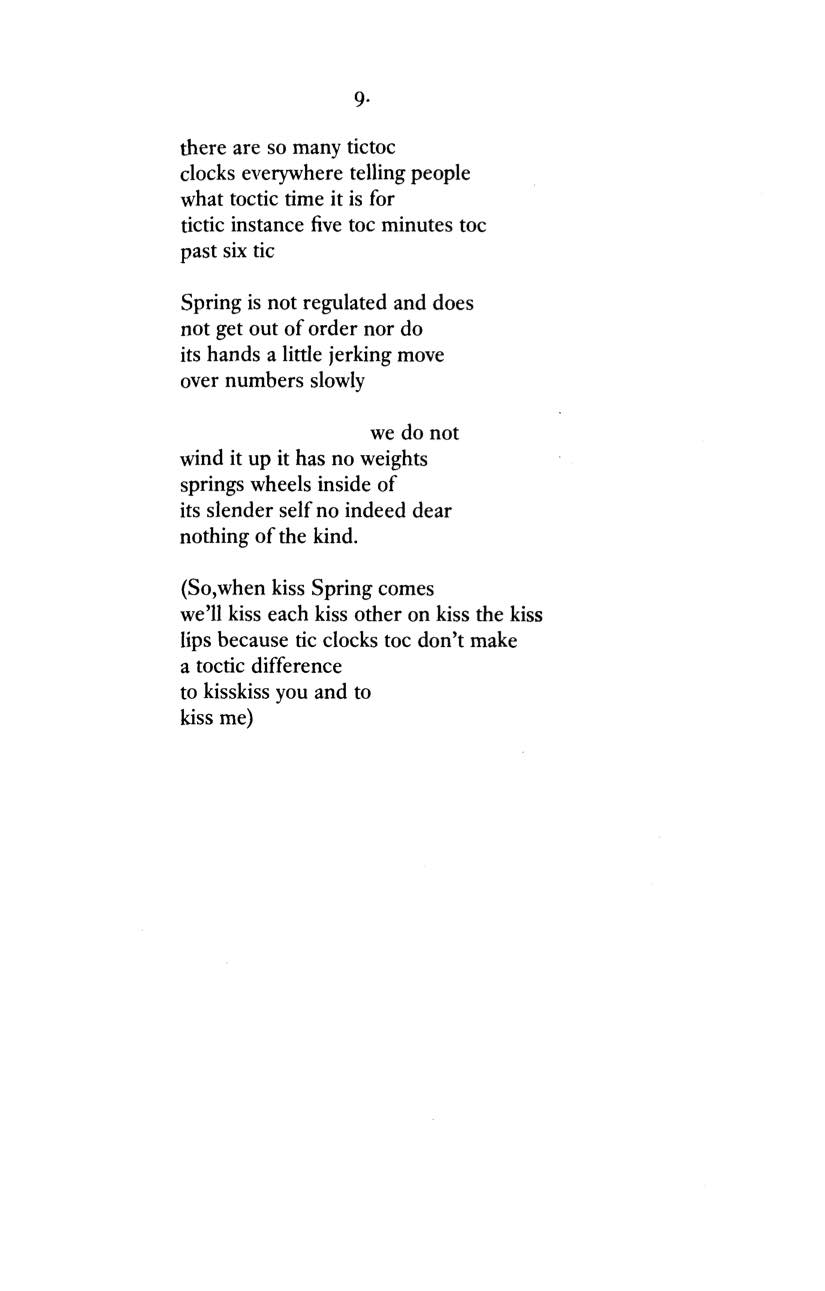 9.
there are so many tictoc
clocks everywhere telling people
what toctic time it is for
tictic instance five toc minutes toc
past six tic
Spring is not regulated and does
not get out of order nor do
its hands a little jerking move
over numbers slowly
we do not
wind it up it has no weights
springs wheels inside of
its slender self no indeed dear
nothing of the kind.
(So,when kiss Spring comes
we'll kiss each kiss other on kiss the kiss
lips because tic clocks toc don't make
a toctic difference
to kisskiss you and to
kiss me)